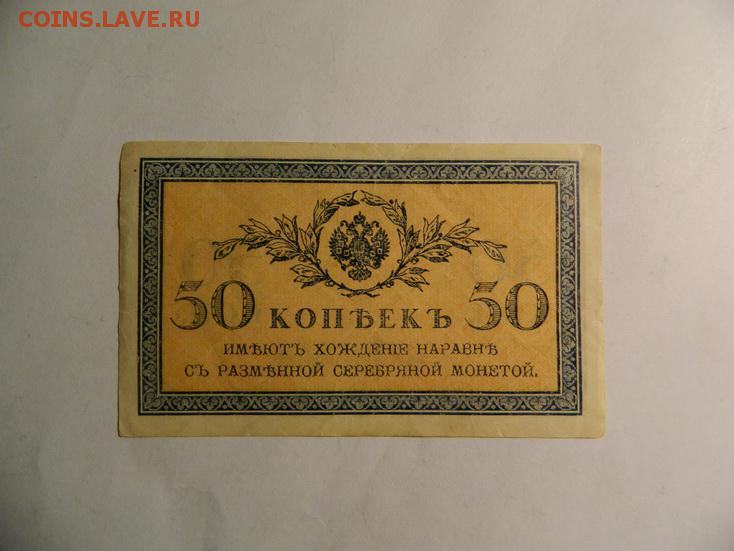 COINS.LAVE.RU
50 КОПѢЕКЪ 50
ИМѢЮТЪ ХОЖДЕНІЕ НАРАВНѢ
СЪ РАЗМѢННОЙ СЕРЕБРЯНОЙ МОНЕТОЙ.